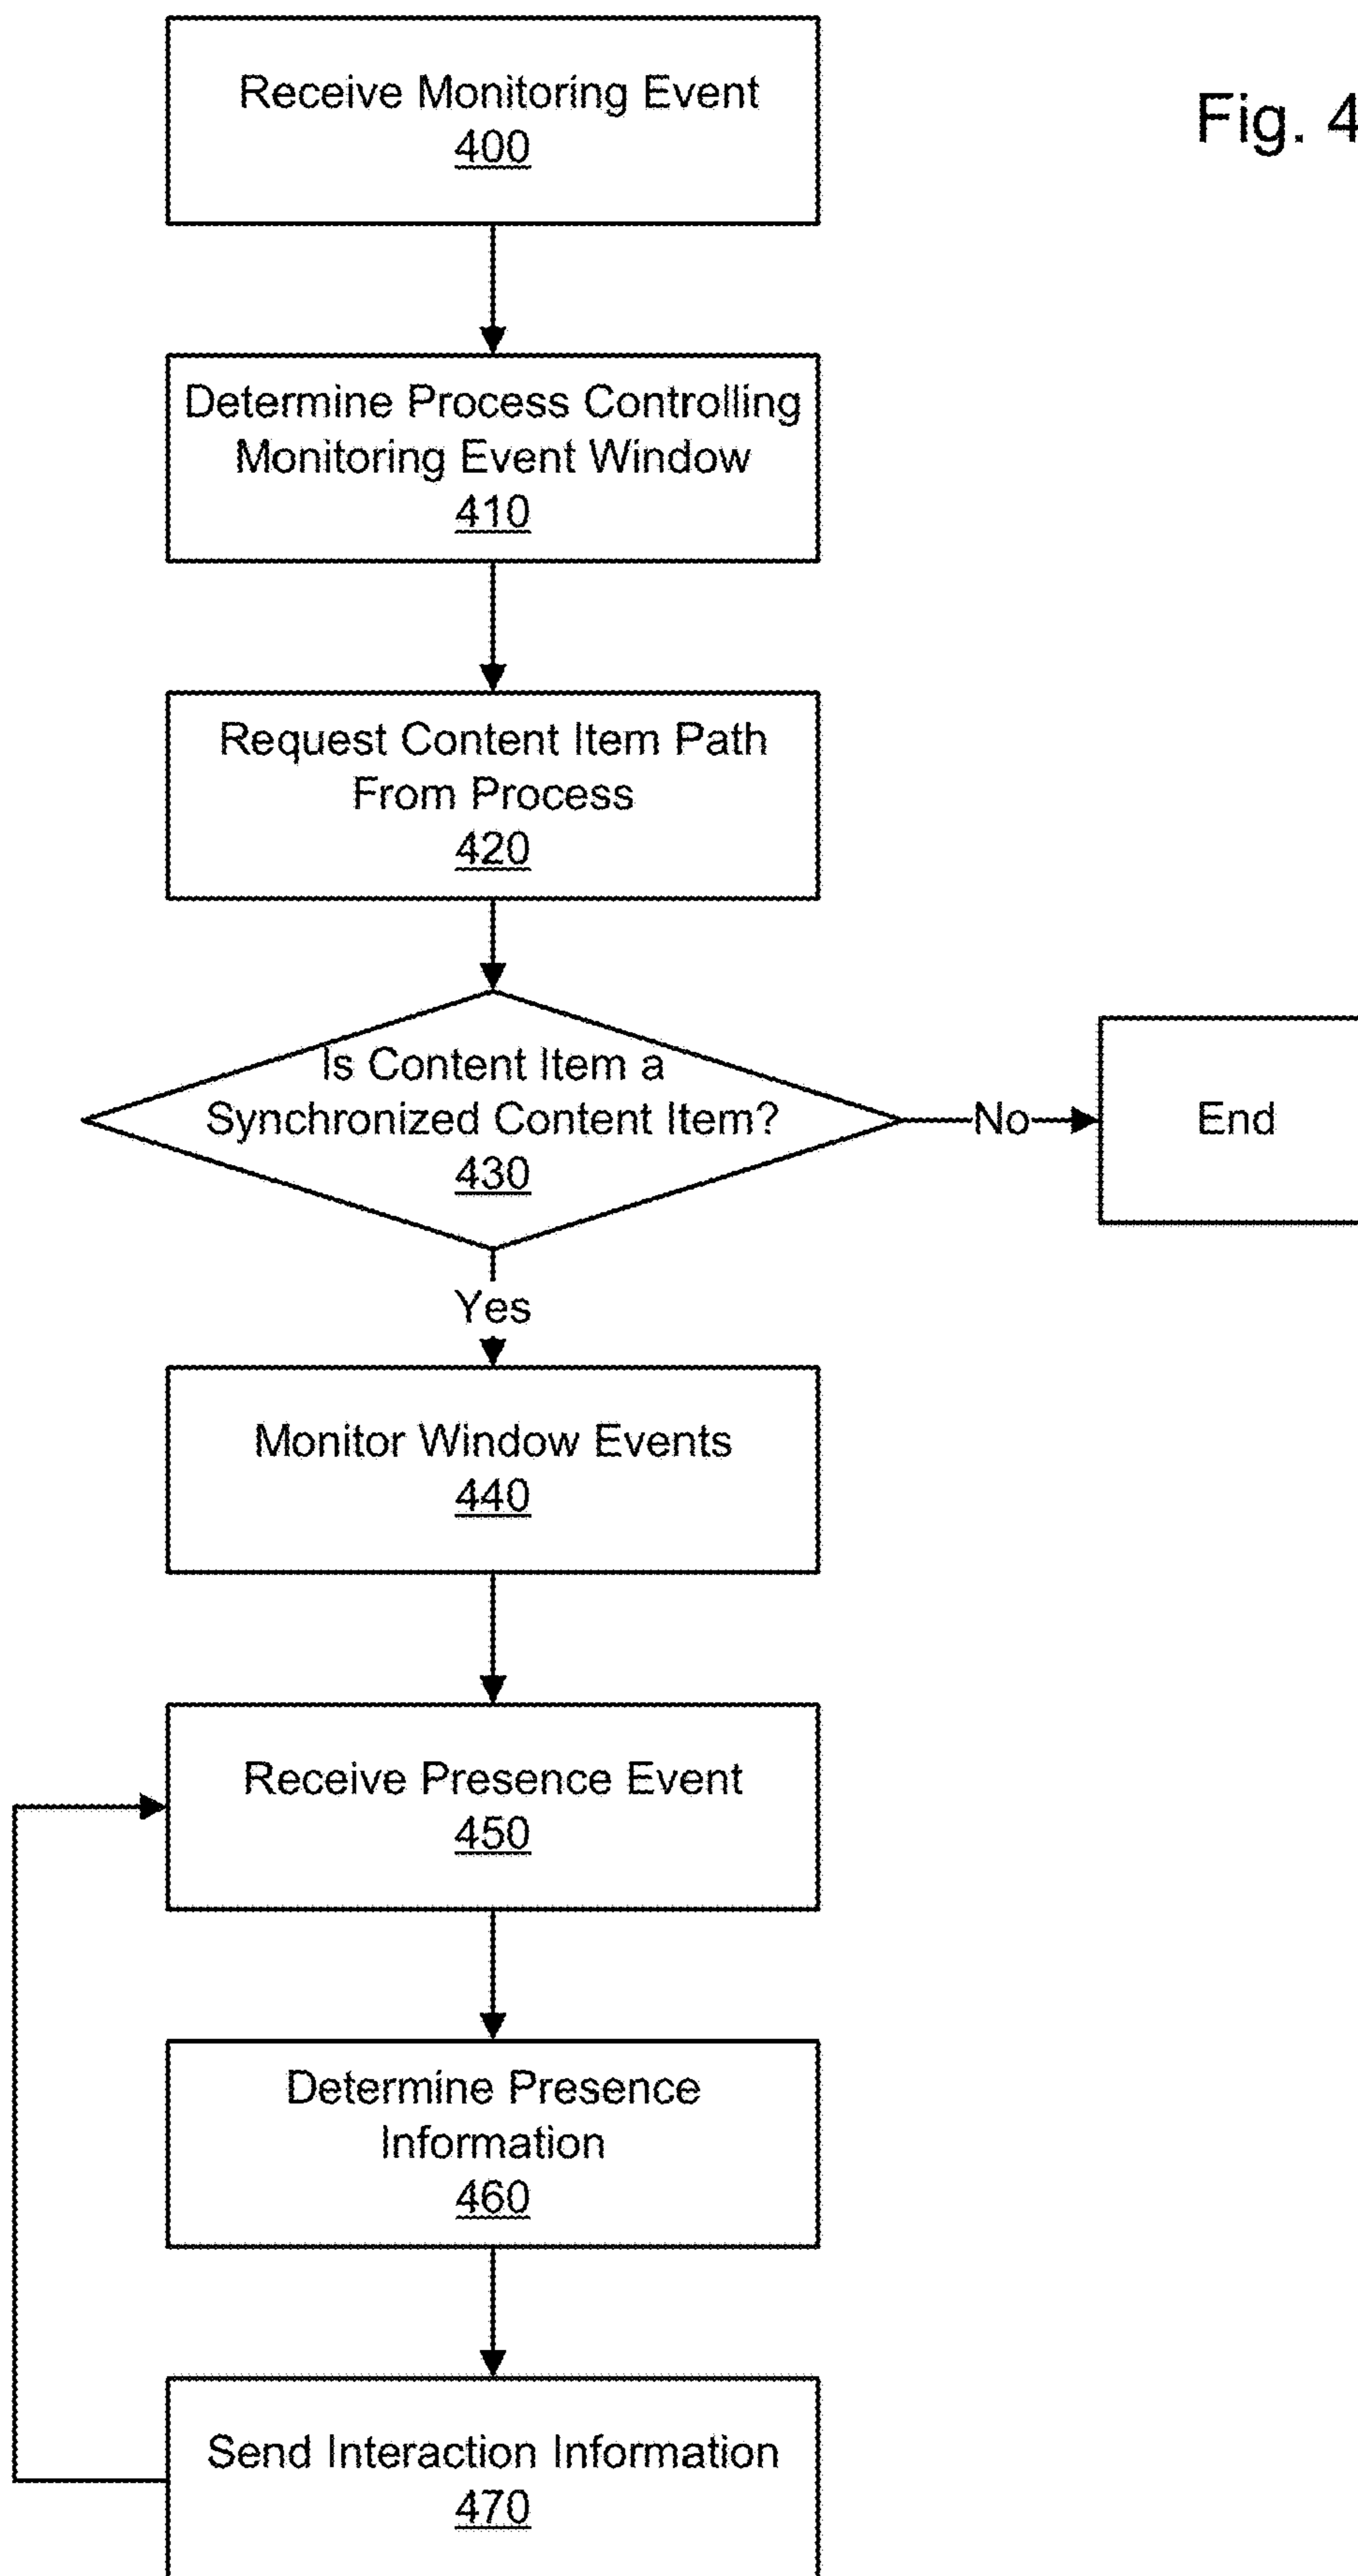 Fig. 4
Receive Monitoring Event
400
Determine Process Controlling
Monitoring Event Window
410
Request Content Item Path
From Process
420
Is Content Item a
Synchronized Content Item?
430
No
End
Yes
Monitor Window Events
440
Receive Presence Event
450
Determine Presence
Information
460
Send Interaction Information
470